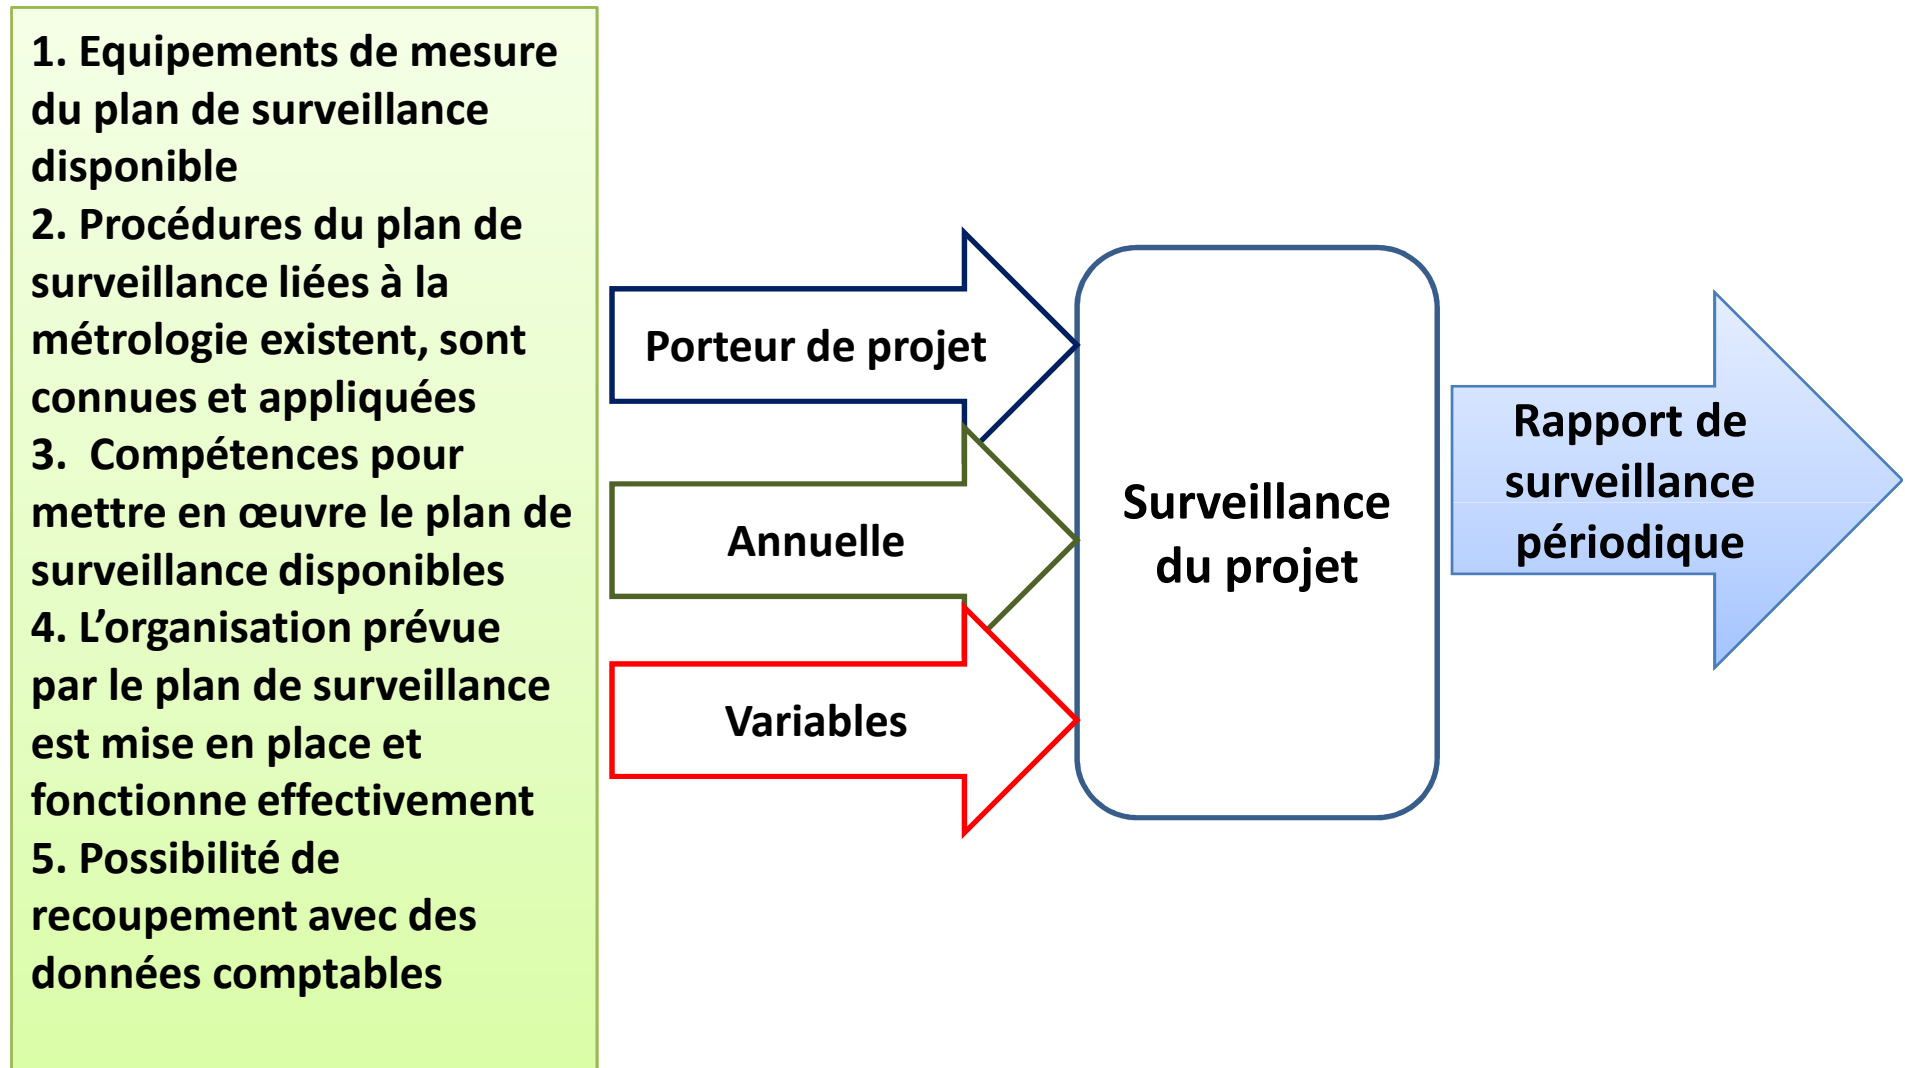 1. Equipements de mesure
du plan de surveillance
disponible
2. Procédures du plan de
surveillance liées à la
métrologie existent, sont
connues et appliquées
3.  Compétences pour
mettre en œuvre le plan de
surveillance disponibles
4. L’organisation prévue
par le plan de surveillance
est mise en place et
fonctionne effectivement
5. Possibilité de
recoupement avec des
données comptables
Porteur de projet
Annuelle
Variables
Surveillance
du projet
Rapport de
surveillance
périodique